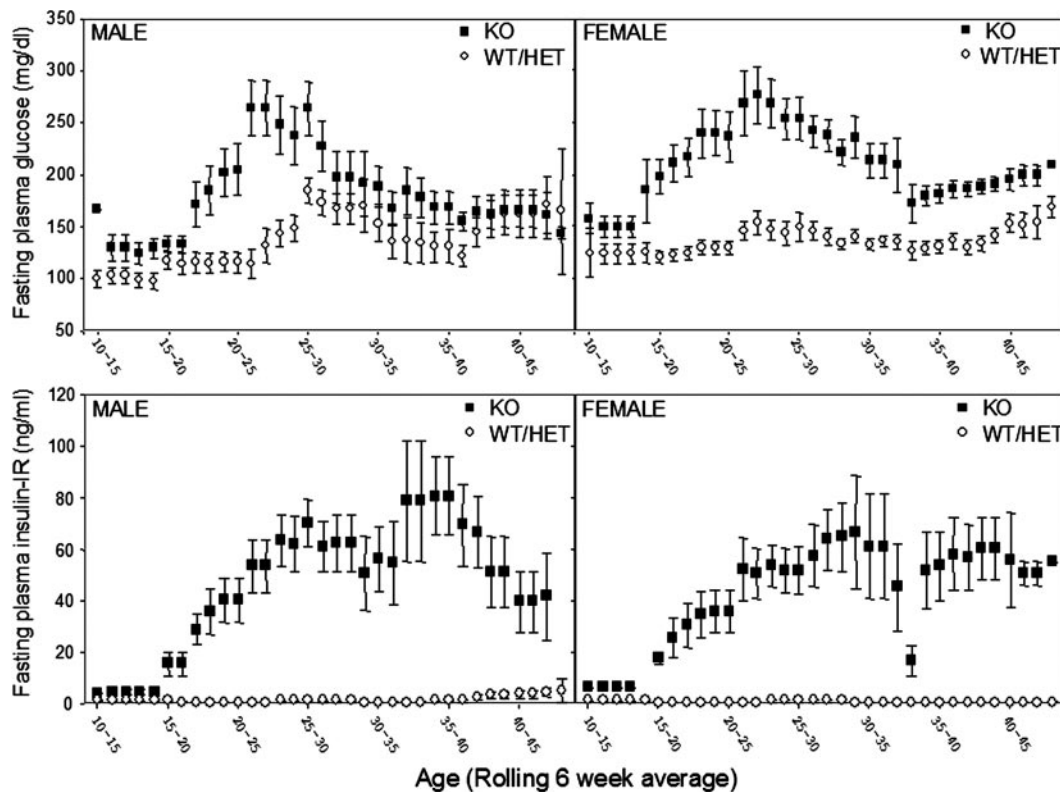 MALE
KO
WT/HET
FEMALE
KO
WT/HET
Fasting plasma glucose (mg/dl)
350
300
250
200
150
100
50
10-15
15-20
20-25
25-30
30-35
35-40
40-45
10-15
15-20
20-25
25-30
30-35
35-40
40-45
MALE
KO
WT/HET
FEMALE
KO
WT/HET
Fasting plasma insulin-IR (ng/ml)
120
100
80
60
40
20
0
10-15
15-20
20-25
25-30
30-35
35-40
40-45
10-15
15-20
20-25
25-30
30-35
35-40
40-45
Age (Rolling 6 week average)